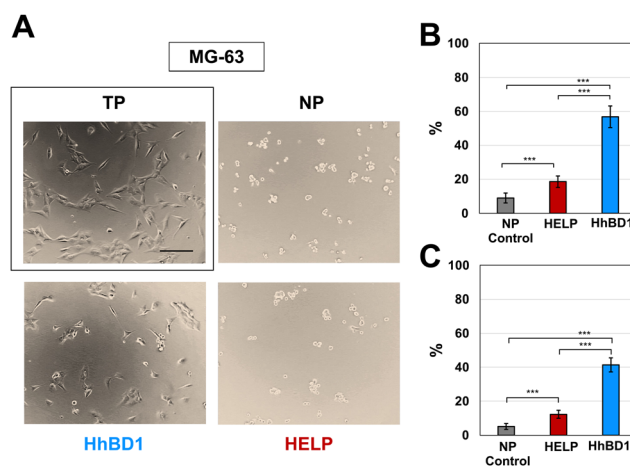 A
MG-63
TP
NP
HhBD1
HELP
B
100
80
60
40
20
0
%
***
***
***
NP
Control
HELP
HhBD1
C
100
80
60
40
20
0
%
***
***
***
NP
Control
HELP
HhBD1